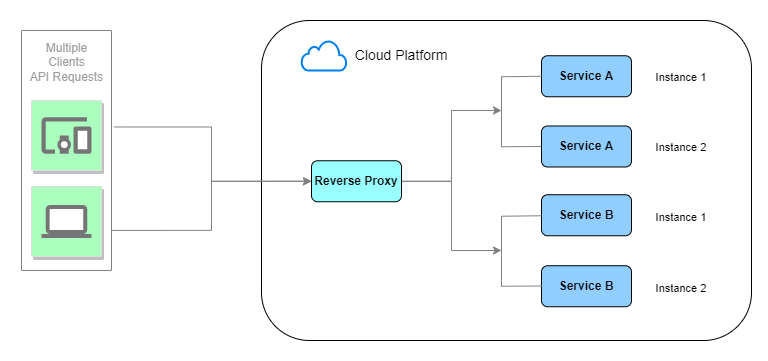 Multiple
Clients
API Requests
Cloud Platform
Reverse Proxy
Service A
Instance 1
Service A
Instance 2
Service B
Instance 1
Service B
Instance 2